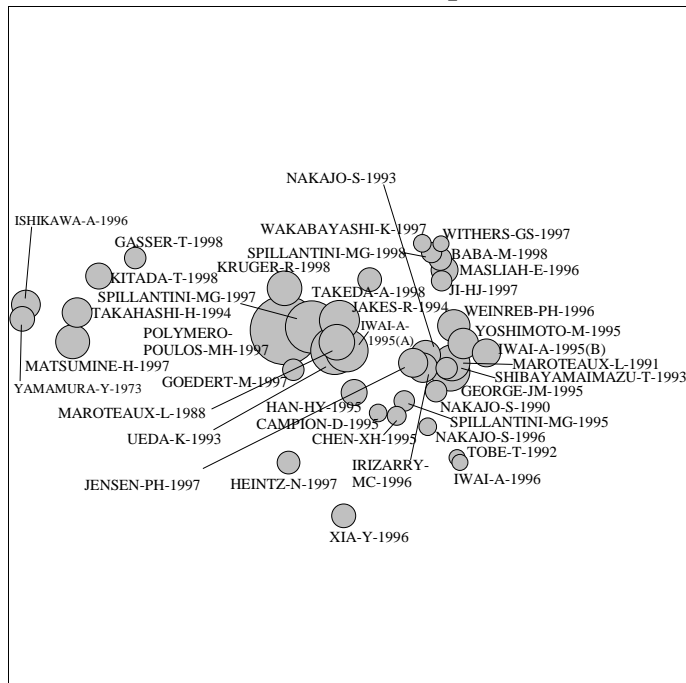 NAKAJO-S-1993
ISHIKAWA-A-1996
WAKABAYASHI-K-1997
WITHERS-GS-1997
GASSER-T-1998
SPILLANTINI-MG-1998
BABA-M-1998
KRUGER-R-1998
MASLIAH-E-1996
KITADA-T-1998
JI-HJ-1997
TAKEDA-A-1998
SPILLANTINI-MG-1997
JAKES-R-1994
WEINREB-PH-1996
TAKAHASHI-H-1994
IWAI-A-
1995(A)
YOSHIMOTO-M-1995
POLYMERO-
POULOS-MH-1997
IWAI-A-1995(B)
MATSUMINE-H-1997
MAROTEAUX-L-1991
SHIBAYAMAIMAZU-T-1993
YAMAMURA-Y-1973
GOEDERT-M-1997
GEORGE-JM-1995
HAN-HY-1995
NAKAJO-S-1990
MAROTEAUX-L-1988
CAMPION-D-1995
SPILLANTINI-MG-1995
UEDA-K-1993
CHEN-XH-1995
NAKAJO-S-1996
TOBE-T-1992
IRIZARRY-
MC-1996
IWAI-A-1996
JENSEN-PH-1997
HEINTZ-N-1997
XIA-Y-1996